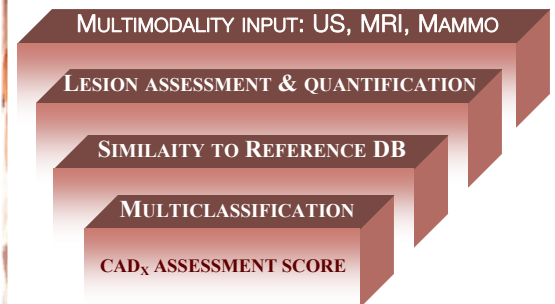 MULTIMODALITY INPUT: US, MRI, MAMMO
LESION ASSESSMENT & QUANTIFICATION
SIMILAITY TO REFERENCE DB
MULTICLASSIFICATION
CADX ASSESSMENT SCORE